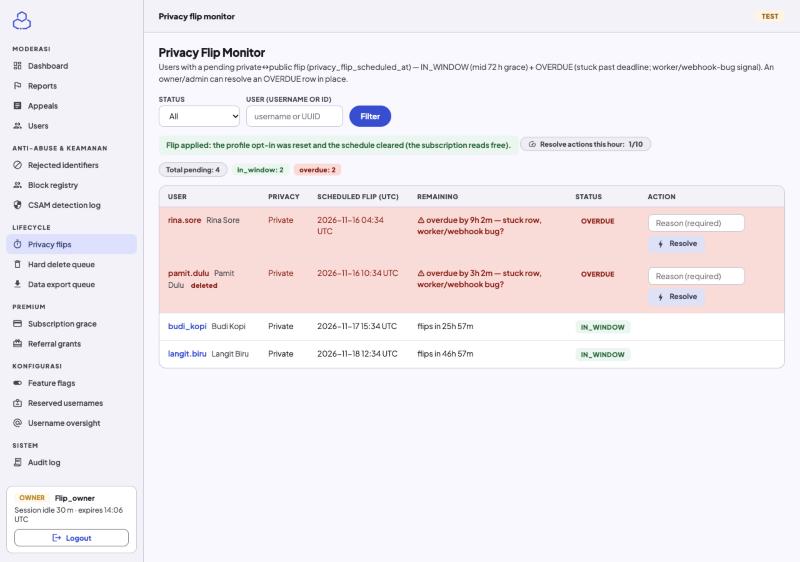 Privacy flip monitor
TEST
MODERASI
Dashboard
Reports
Appeals
Users
ANTI-ABUSE & KEAMANAN
Rejected identifiers
Block registry
CSAM detection log
LIFECYCLE
Privacy flips
Hard delete queue
Data export queue
PREMIUM
Subscription grace
Referral grants
KONFIGURASI
Feature flags
Reserved usernames
Username oversight
SISTEM
Audit log
OWNER Flip_owner
Session idle 30 m · expires 14:06
UTC
Logout
Privacy Flip Monitor
Users with a pending private↔public flip (privacy_flip_scheduled_at) — IN_WINDOW (mid 72 h grace) + OVERDUE (stuck past deadline; worker/webhook-bug signal). An
owner/admin can resolve an OVERDUE row in place.
STATUS USER (USERNAME OR ID)
All username or UUID Filter
Flip applied: the profile opt-in was reset and the schedule cleared (the subscription reads free). Resolve actions this hour: 1/10
Total pending: 4 in_window: 2 overdue: 2
USER PRIVACY SCHEDULED FLIP (UTC) REMAINING STATUS ACTION
rina.sore Rina Sore Private 2026-11-16 04:34 ⚠ overdue by 9h 2m — stuck row, OVERDUE Reason (required)
UTC worker/webhook bug? Resolve
pamit.dulu Pamit Private 2026-11-16 10:34 UTC ⚠ overdue by 3h 2m — stuck row, OVERDUE Reason (required)
Dulu deleted worker/webhook bug? Resolve
budi_kopi Budi Kopi Private 2026-11-17 15:34 UTC flips in 25h 57m IN_WINDOW
langit.biru Langit Biru Private 2026-11-18 12:34 UTC flips in 46h 57m IN_WINDOW